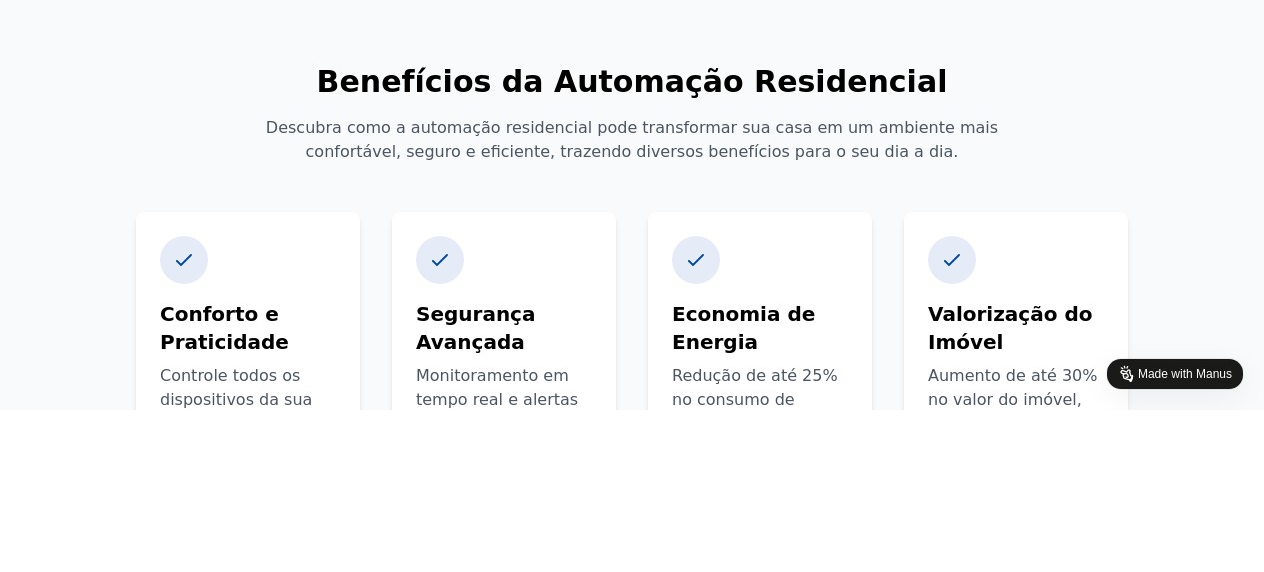 Benefícios da Automação Residencial
Descubra como a automação residencial pode transformar sua casa em um ambiente mais
confortável, seguro e eficiente, trazendo diversos benefícios para o seu dia a dia.
Conforto e
Praticidade
Controle todos os
dispositivos da sua
Segurança
Avançada
Monitoramento em
tempo real e alertas
Economia de
Energia
Redução de até 25%
no consumo de
Valorização do
Imóvel
Aumento de até 30%
no valor do imóvel,
Made with Manus